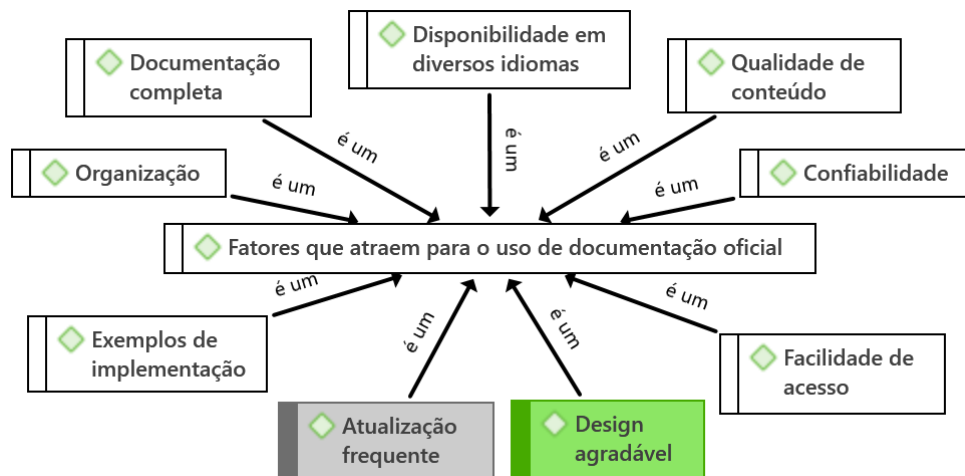 Disponibilidade em
diversos idiomas
Documentação
completa
Qualidade de
conteúdo
é um
é um
é um
Organização
é um
é um
Confiabilidade
Fatores que atraem para o uso de documentação oficial
é um
é um
é um
é um
Exemplos de
implementação
Facilidade de
acesso
Atualização
frequente
Design
agradável